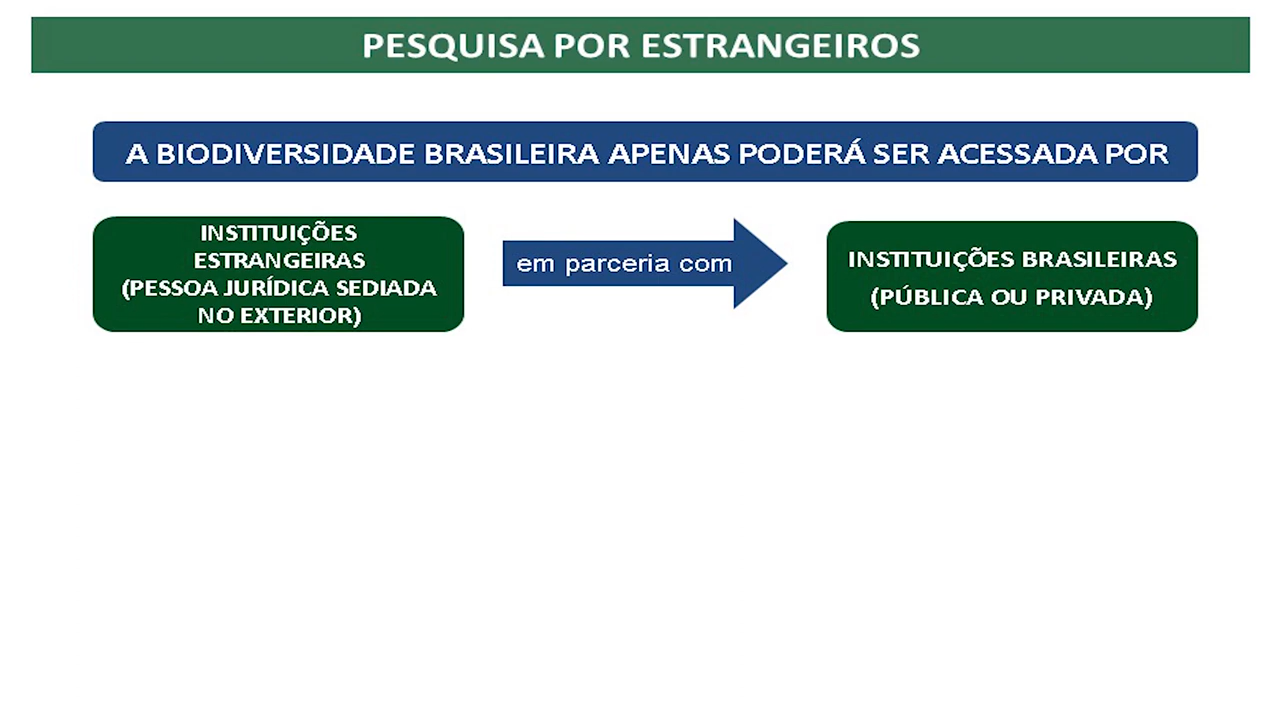 PESQUISA POR ESTRANGEIROS
A BIODIVERSIDADE BRASILEIRA APENAS PODERÁ SER ACESSADA POR
INSTITUIÇÕES
ESTRANGEIRAS
(PESSOA JURÍDICA SEDIADA
NO EXTERIOR)
em parceria com
INSTITUIÇÕES BRASILEIRAS
(PÚBLICA OU PRIVADA)